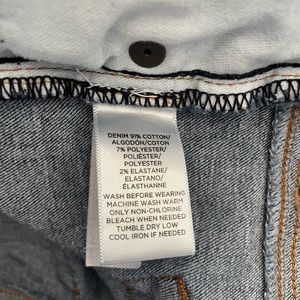 DENIM 91% COTTON/
ALGODÓN/COTON
7% POLYESTER/
POLIÉSTER/
POLYESTER
2% ELASTANE/
ELASTANO/
ÉLASTHANNE
WASH BEFORE WEARING
MACHINE WASH WARM
ONLY NON-CHLORINE
BLEACH WHEN NEEDED
TUMBLE DRY LOW
COOL IRON IF NEEDED